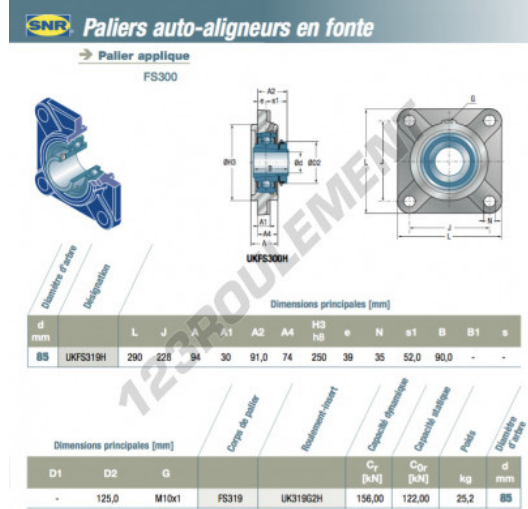 SNR Paliers auto-aligneurs en fonte
Palier applique
FS300
A2
e s1
G
ØH3
B
Ød
ØD2
L
J
A1
A4
A
N
J
L
UKFS300H
123ROULEMENT
Diamètre d'arbre
Désignation
Dimensions principales [mm]
d mm L J A A1 A2 A4 H3 h8 e N s1 B B1 s
85 UKFS319H 290 228 94 30 91,0 74 250 39 35 52,0 90,0 - -
Dimensions principales [mm]
Corps de palier
Roulement-insert
Capacité dynamique
Capacité statique
Poids
Diamètre d'arbre
D1 D2 G Cr [kN] C0r [kN] kg d mm
- 125,0 M10x1 FS319 UK319G2H 156,00 122,00 25,2 85